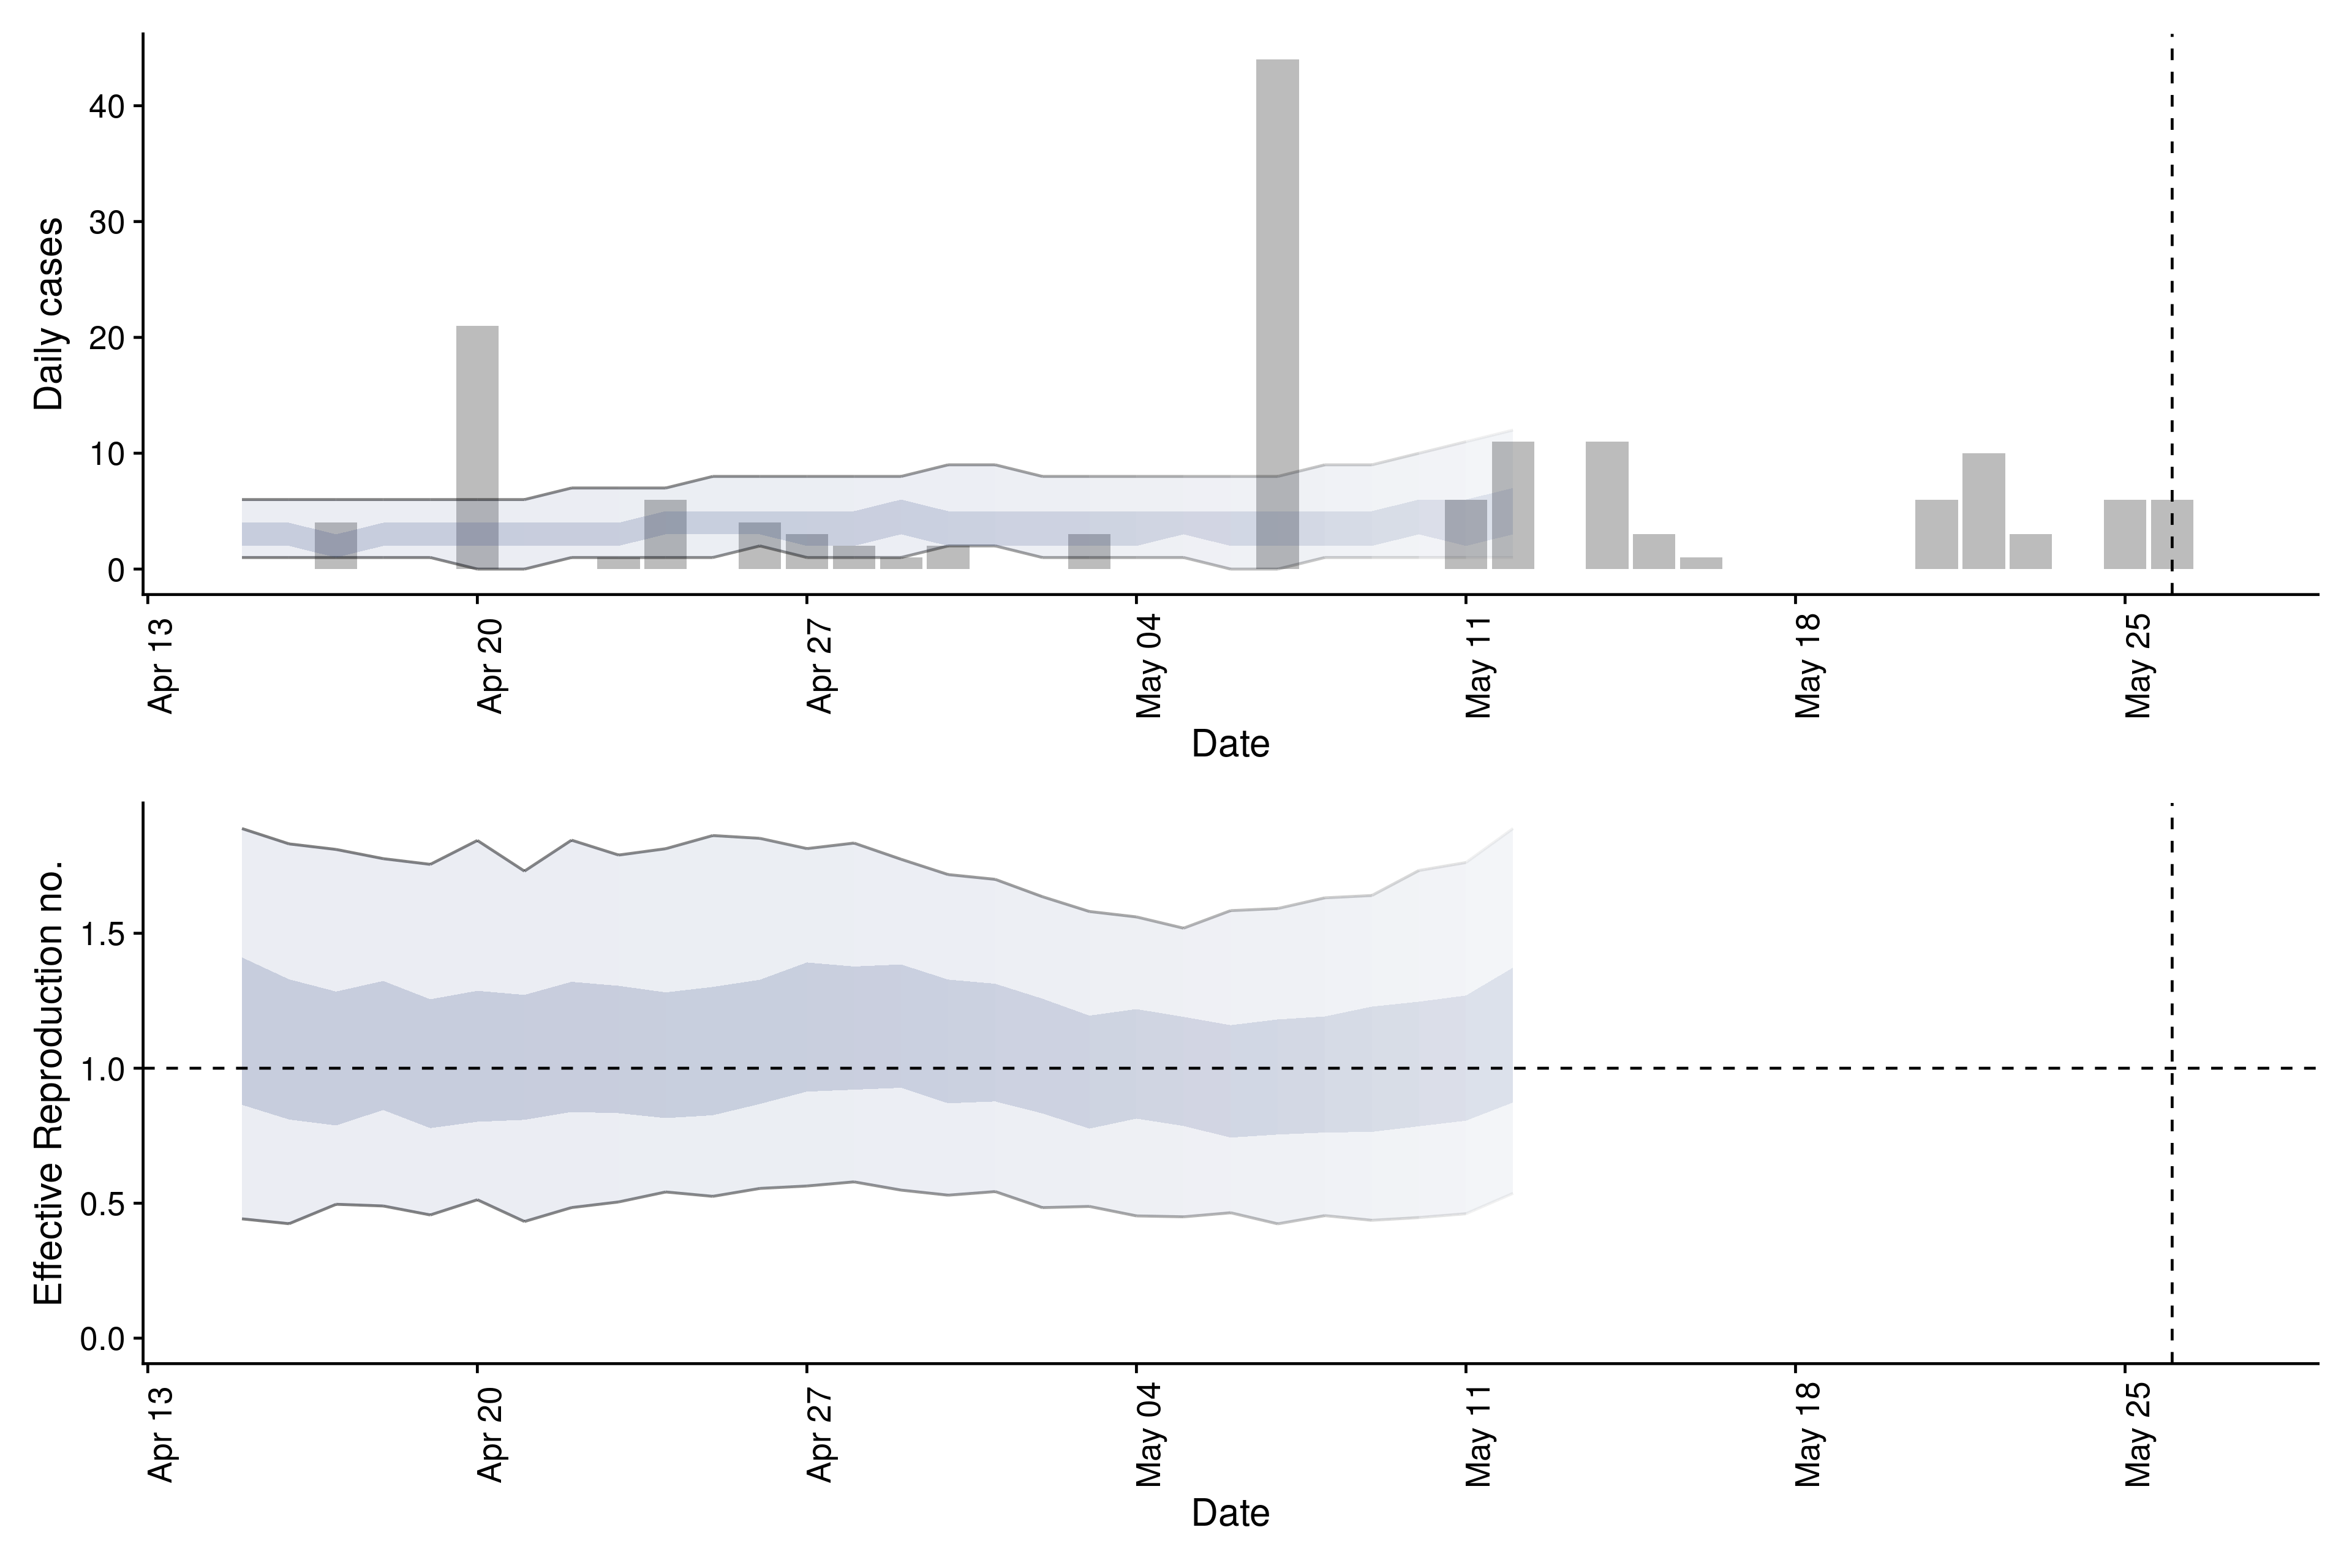 Daily cases
40
30
20
10
0
Apr 13
Apr 20
Apr 27
May 04
May 11
May 18
May 25
Date
Effective Reproduction no.
1.5
1.0
0.5
0.0
Apr 13
Apr 20
Apr 27
May 04
May 11
May 18
May 25
Date